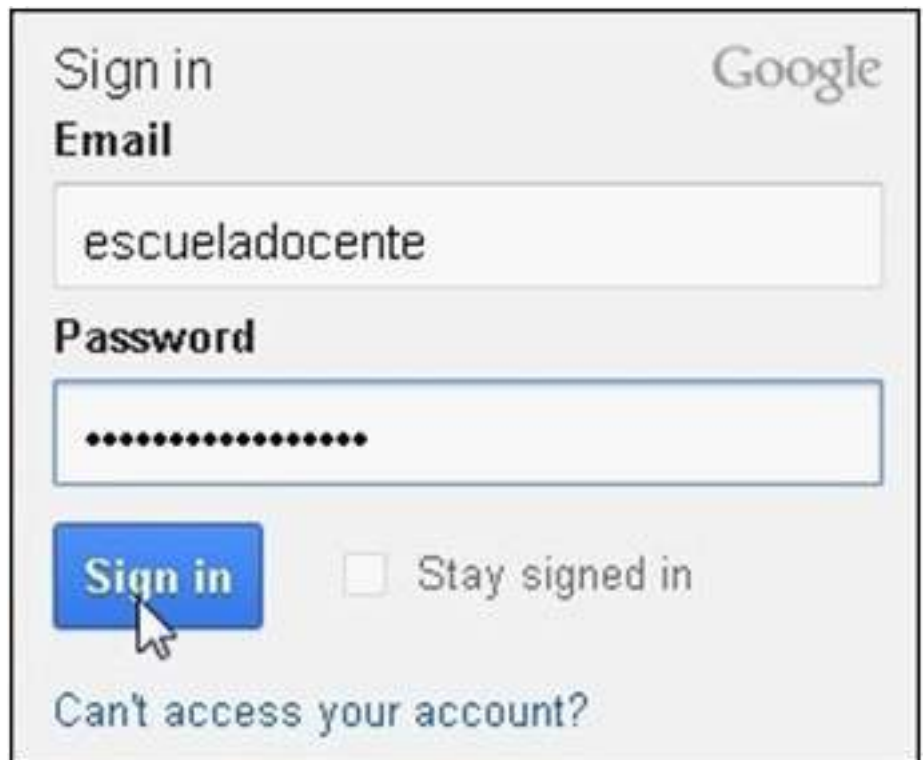 Sign in Google
Email
escueladocente
Password
•••••••••••••••••
Sign in Stay signed in
Can't access your account?